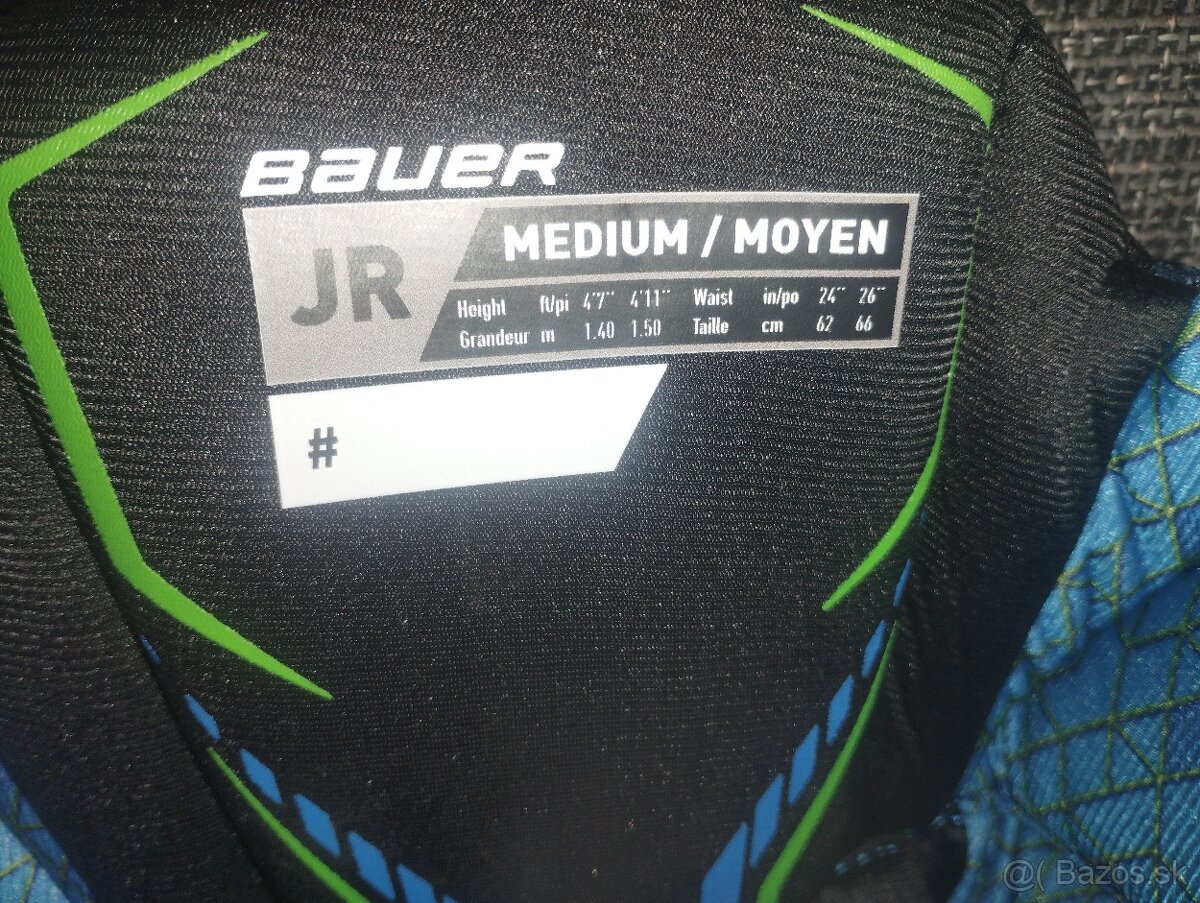 BAUER
JR
MEDIUM / MOYEN
Height ft/pi 4'7" 4'11" Waist in/po 24" 26"
Grandeur m 1.40 1.50 Taille cm 62 66
#
@( Bazos.sk